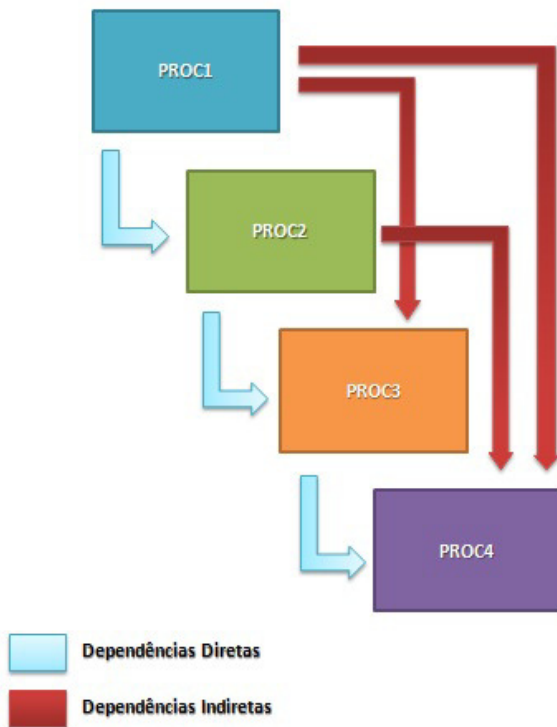 PROC1
PROC2
PROC3
PROC4
Dependências Diretas
Dependências Indiretas